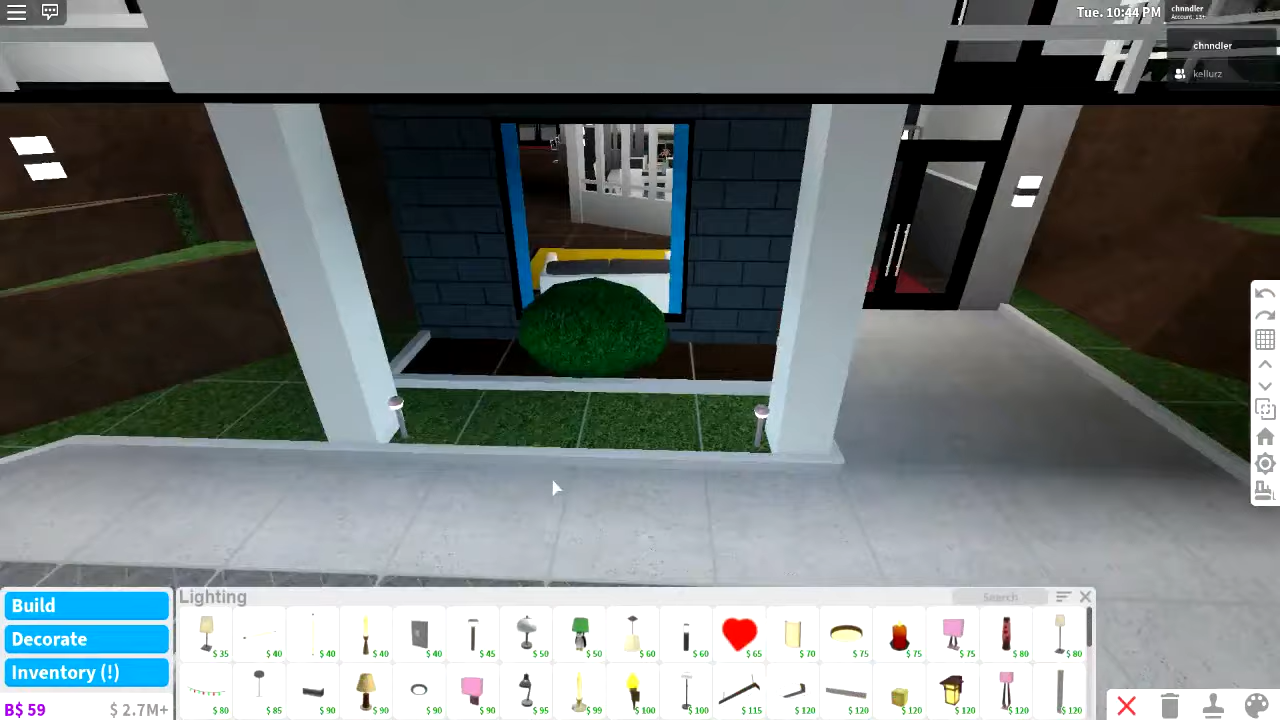 Tue. 10:44 PM
chnndler
Account: 13+
chnndler
kellurz
Build
Decorate
Inventory (!)
B$ 59
$ 2.7M+
Lighting
Search
$ 35
$ 40
$ 40
$ 40
$ 40
$ 45
$ 50
$ 50
$ 60
$ 60
$ 65
$ 70
$ 75
$ 75
$ 75
$ 80
$ 80
$ 80
$ 85
$ 90
$ 90
$ 90
$ 90
$ 95
$ 99
$ 100
$ 100
$ 115
$ 120
$ 120
$ 120
$ 120
$ 120
$ 120